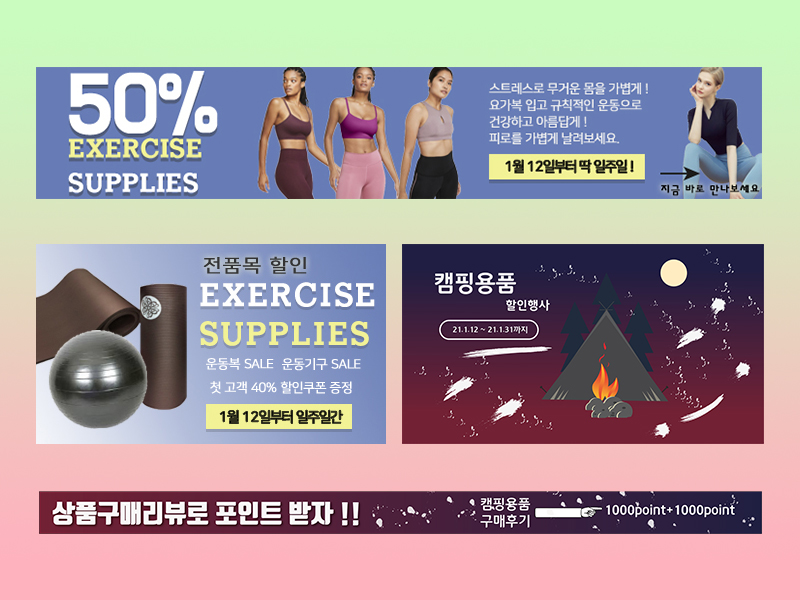 50%
EXERCISE
SUPPLIES
스트레스로 무거운 몸을 가볍게 !
요가복 입고 규칙적인 운동으로
건강하고 아름답게 !
피로를 가볍게 날려보세요.
1월 12일부터 딱 일주일 !
지금 바로 만나보세요
전품목 할인
EXERCISE
SUPPLIES
운동복 SALE 운동기구 SALE
첫 고객 40% 할인쿠폰 증정
1월 12일부터 일주일간
캠핑용품
할인행사
21.1.12 ~ 21.1.31까지
상품구매리뷰로 포인트 받자 !!
캠핑용품
구매후기
1000point+1000point